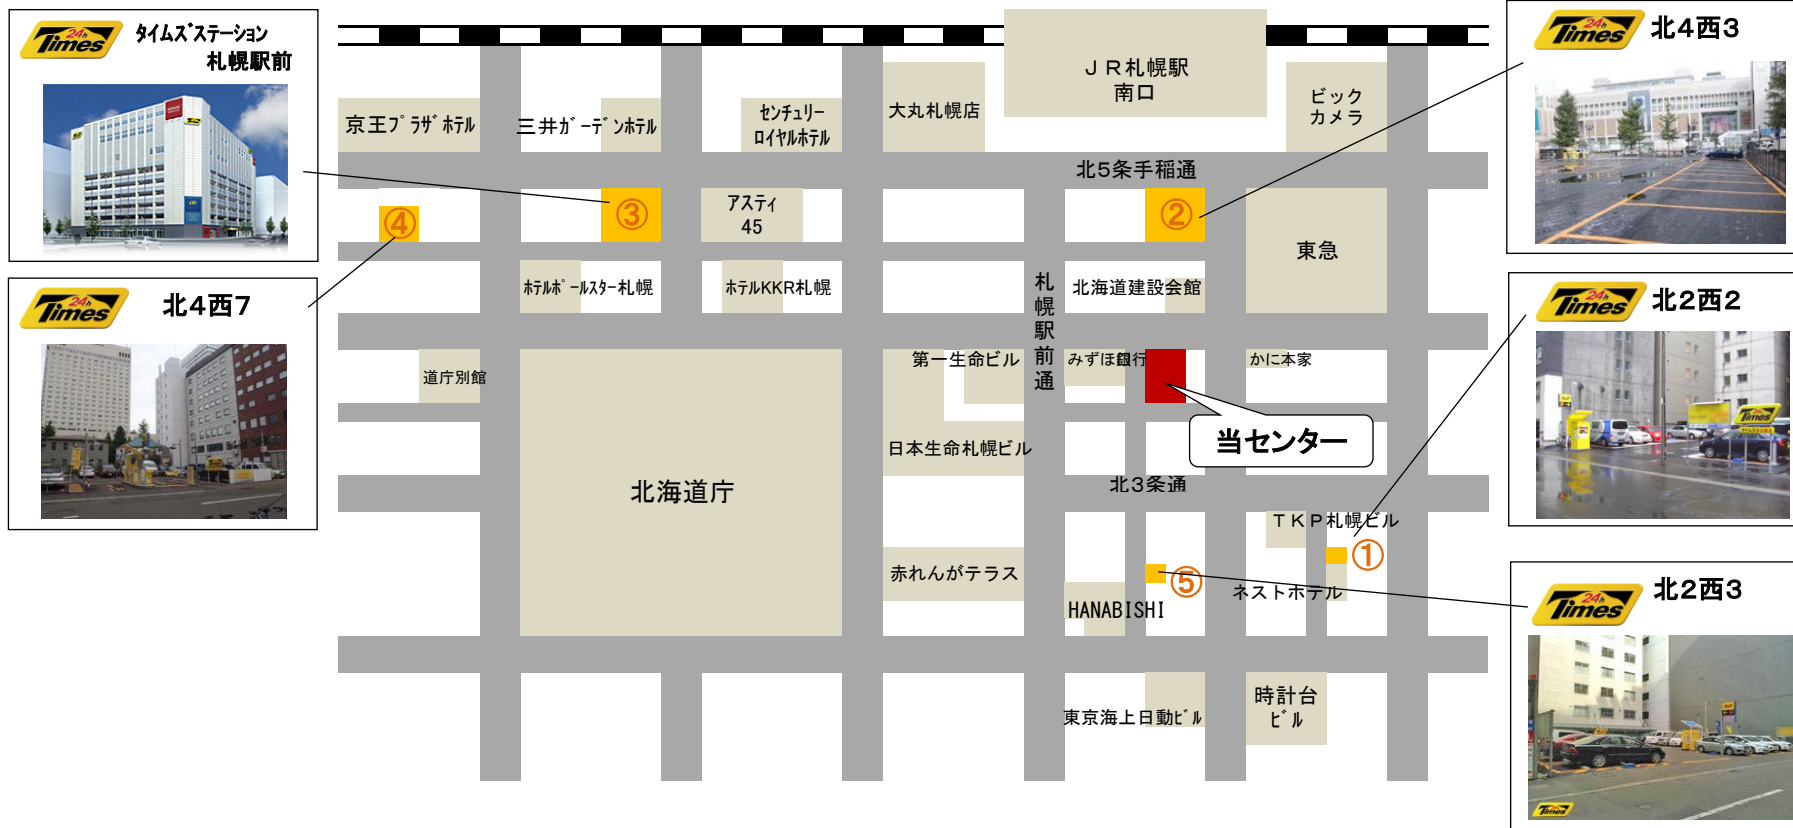 24h
Times
タイムズステーション
札幌駅前
24h
Times
北4西7
京王プラザホテル
三井ガーデンホテル
センチュリー
ロイヤルホテル
大丸札幌店
JR札幌駅
南口
ビック
カメラ
北5条手稲通
④
③
アスティ
45
②
東急
ホテルポールスター札幌
ホテルKKR札幌
札幌駅前通
北海道建設会館
道庁別館
第一生命ビル
みずほ銀行
かに本家
当センター
日本生命札幌ビル
北海道庁
北3条通
TKP札幌ビル
①
赤れんがテラス
⑤
ネストホテル
HANABISHI
東京海上日動ビル
時計台
ビル
24h
Times
北4西3
24h
Times
北2西2
Times
24h
Times
北2西3
Times